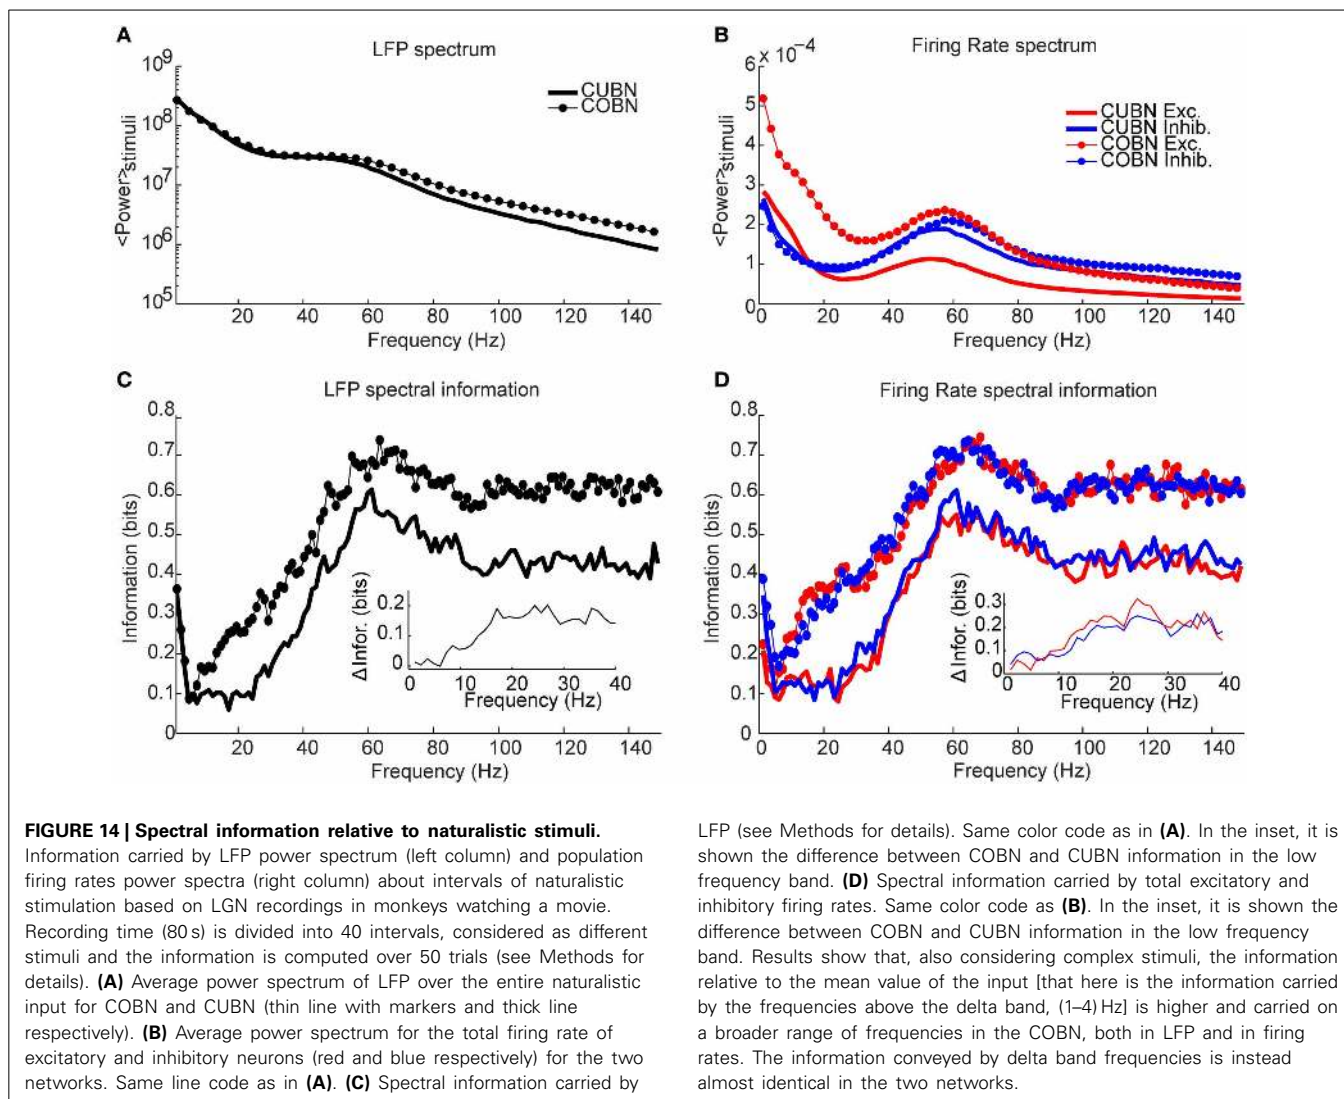 A
LFP spectrum
10^9
10^8
10^7
10^6
10^5
<Power>stimuli
CUBN
COBN
20 40 60 80 100 120 140
Frequency (Hz)
B
Firing Rate spectrum
6 × 10^−4
5
4
3
2
1
0
<Power>stimuli
CUBN Exc.
CUBN Inhib.
COBN Exc.
COBN Inhib.
0 20 40 60 80 100 120 140
Frequency (Hz)
C
LFP spectral information
0.8
0.7
0.6
0.5
0.4
0.3
0.2
0.1
0
Information (bits)
20 40 60 80 100 120 140
Frequency (Hz)
Δ Infor. (bits)
0.2
0.1
0
0 10 20 30 40
Frequency (Hz)
D
Firing Rate spectral information
0.8
0.7
0.6
0.5
0.4
0.3
0.2
0.1
0
Information (bits)
0 20 40 60 80 100 120 140
Frequency (Hz)
Δ Infor. (bits)
0.3
0.2
0.1
0
0 10 20 30 40
Frequency (Hz)
FIGURE 14 | Spectral information relative to naturalistic stimuli.
Information carried by LFP power spectrum (left column) and population
firing rates power spectra (right column) about intervals of naturalistic
stimulation based on LGN recordings in monkeys watching a movie.
Recording time (80 s) is divided into 40 intervals, considered as different
stimuli and the information is computed over 50 trials (see Methods for
details). (A) Average power spectrum of LFP over the entire naturalistic
input for COBN and CUBN (thin line with markers and thick line
respectively). (B) Average power spectrum for the total firing rate of
excitatory and inhibitory neurons (red and blue respectively) for the two
networks. Same line code as in (A). (C) Spectral information carried by
LFP (see Methods for details). Same color code as in (A). In the inset, it is
shown the difference between COBN and CUBN information in the low
frequency band. (D) Spectral information carried by total excitatory and
inhibitory firing rates. Same color code as (B). In the inset, it is shown the
difference between COBN and CUBN information in the low frequency
band. Results show that, also considering complex stimuli, the information
relative to the mean value of the input [that here is the information carried
by the frequencies above the delta band, (1–4) Hz] is higher and carried on
a broader range of frequencies in the COBN, both in LFP and in firing
rates. The information conveyed by delta band frequencies is instead
almost identical in the two networks.